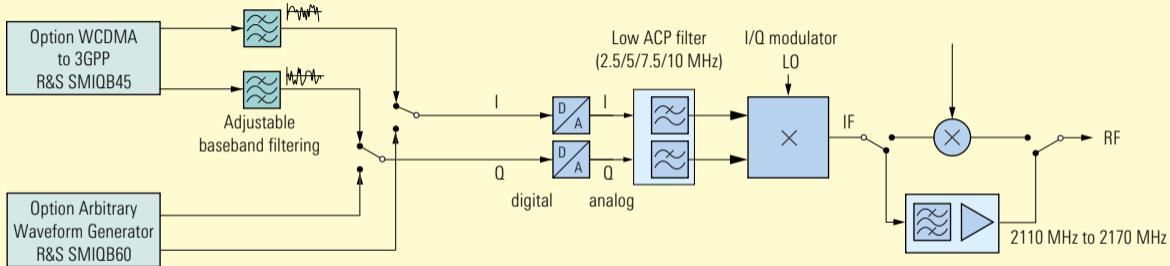 Option WCDMA
to 3GPP
R&S SMIQB45
Adjustable
baseband filtering
Option Arbitrary
Waveform Generator
R&S SMIQB60
I
Q
D
A
D
A
digital
I
Q
analog
Low ACP filter
(2.5/5/7.5/10 MHz)
I/Q modulator
LO
IF
RF
2110 MHz to 2170 MHz